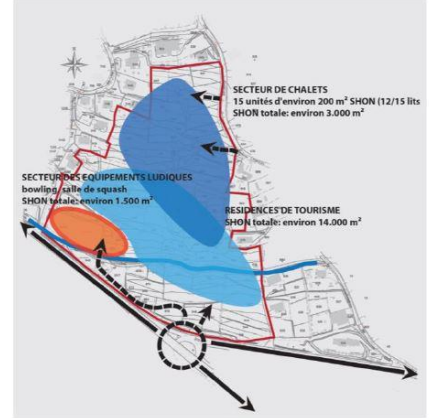 SECTEUR DE CHALETS
15 unités d'environ 200 m² SHON (12/15 lits
SHON totale: environ 3.000 m²
SECTEUR DES EQUIPEMENTS LUDIQUES
bowling, salle de squash
SHON totale: environ 1.500 m²
RESIDENCES DE TOURISME
SHON totale: environ 14.000 m²